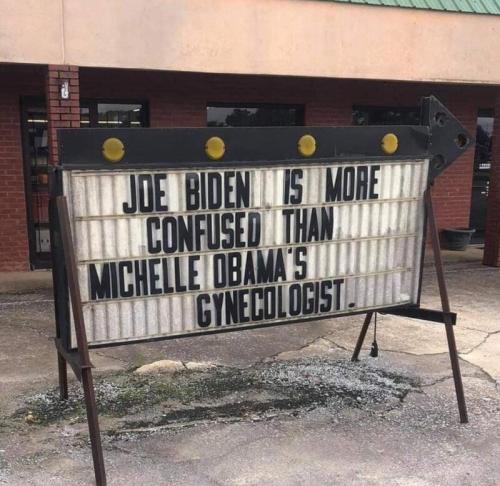 JOE BIDEN IS MORE
CONFUSED THAN
MICHELLE OBAMA'S
GYNECOLOGIST.